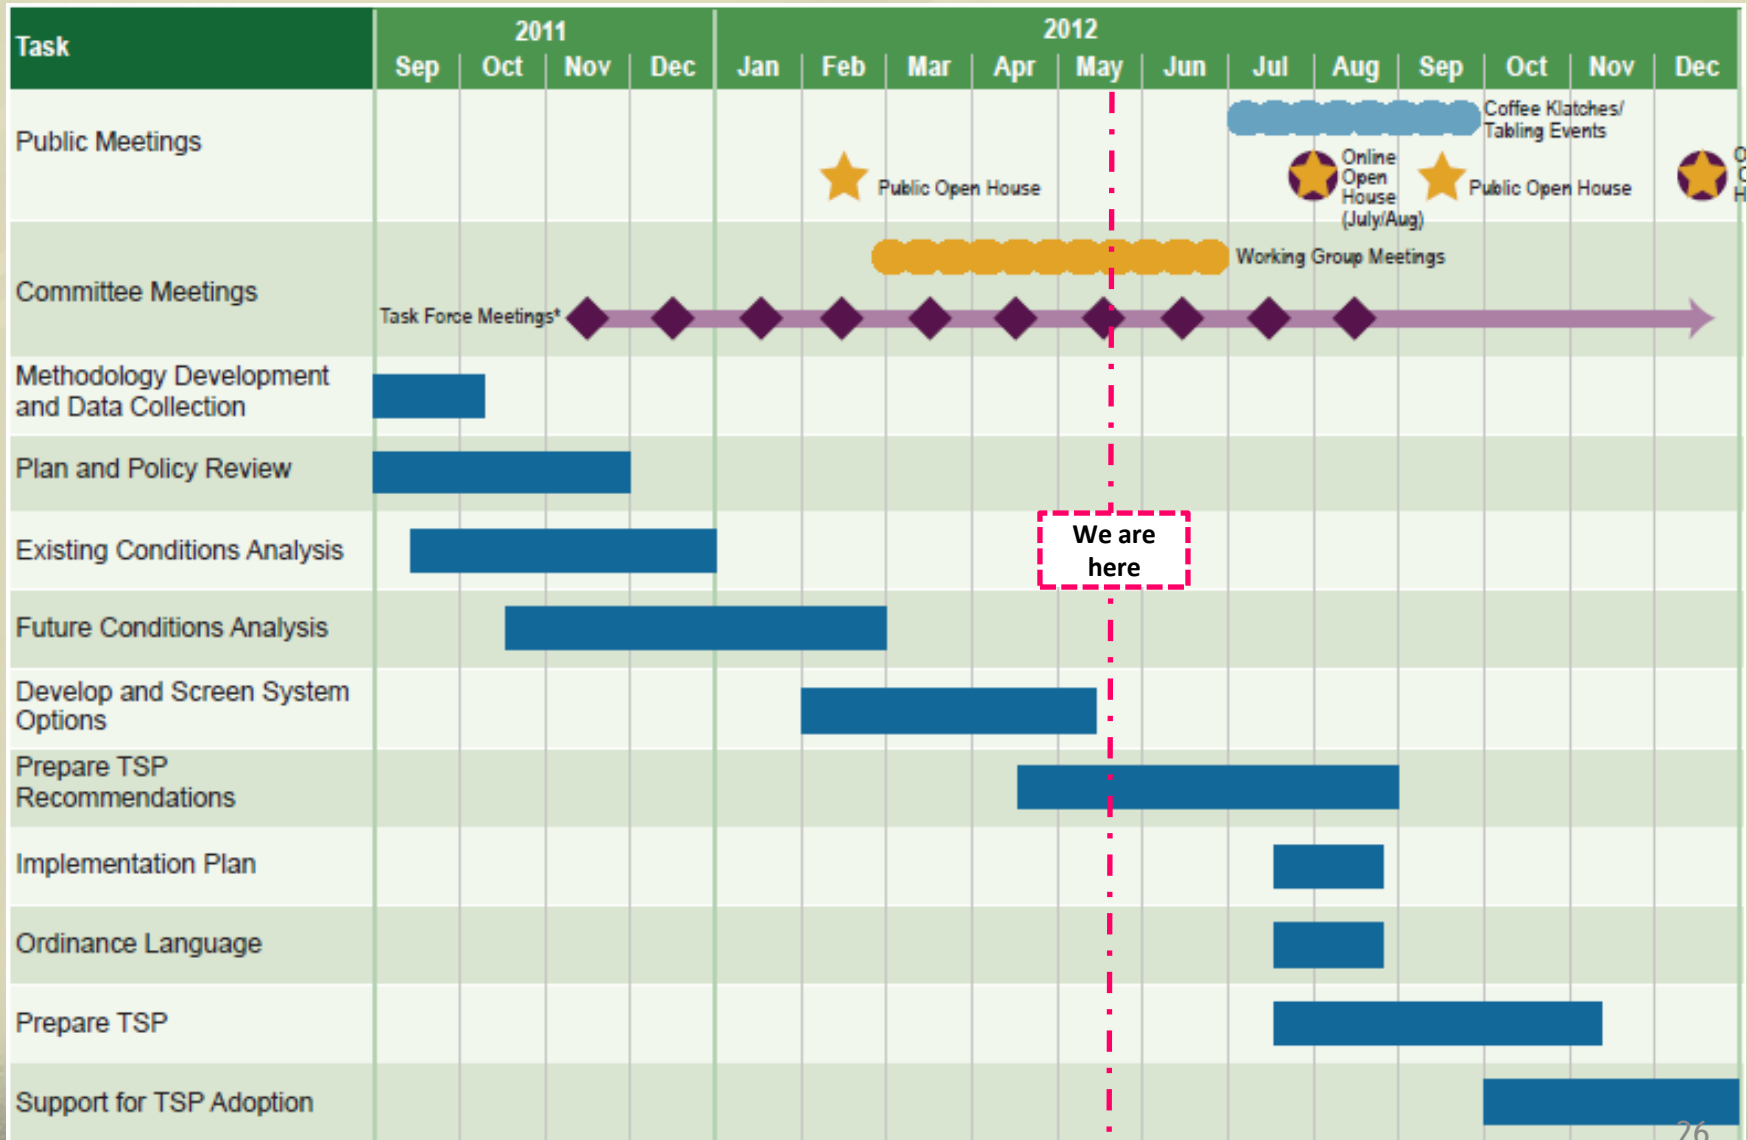 Task
2011
2012
Sep Oct Nov Dec Jan Feb Mar Apr May Jun Jul Aug Sep Oct Nov Dec
Public Meetings
Coffee Klatches/
Tabling Events
Public Open House
Online
Open
House
(July/Aug)
Public Open House
Committee Meetings
Working Group Meetings
Task Force Meetings*
Methodology Development
and Data Collection
Plan and Policy Review
Existing Conditions Analysis
We are
here
Future Conditions Analysis
Develop and Screen System
Options
Prepare TSP
Recommendations
Implementation Plan
Ordinance Language
Prepare TSP
Support for TSP Adoption
26